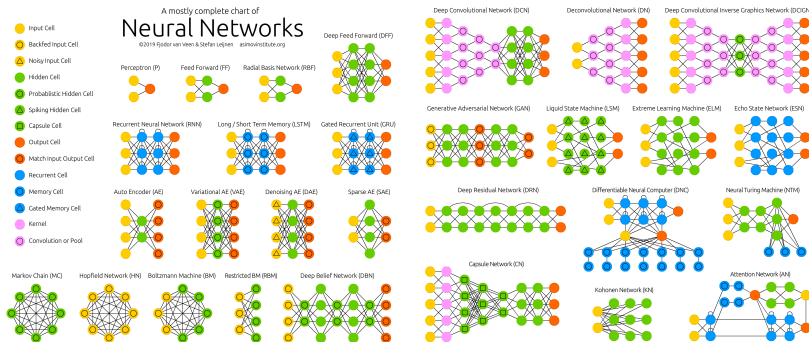 A mostly complete chart of
Neural Networks
©2019 Fjodor van Veen & Stefan Leijnen asimovinstitute.org
Input Cell
Backfed Input Cell
Noisy Input Cell
Hidden Cell
Probablistic Hidden Cell
Spiking Hidden Cell
Capsule Cell
Output Cell
Match Input Output Cell
Recurrent Cell
Memory Cell
Gated Memory Cell
Kernel
Convolution or Pool
Perceptron (P)
Feed Forward (FF)
Radial Basis Network (RBF)
Deep Feed Forward (DFF)
Recurrent Neural Network (RNN)
Long / Short Term Memory (LSTM)
Gated Recurrent Unit (GRU)
Auto Encoder (AE)
Variational AE (VAE)
Denoising AE (DAE)
Sparse AE (SAE)
Markov Chain (MC)
Hopfield Network (HN)
Boltzmann Machine (BM)
Restricted BM (RBM)
Deep Belief Network (DBN)
Deep Convolutional Network (DCN)
Deconvolutional Network (DN)
Deep Convolutional Inverse Graphics Network (DCIGN)
Generative Adversarial Network (GAN)
Liquid State Machine (LSM)
Extreme Learning Machine (ELM)
Echo State Network (ESN)
Deep Residual Network (DRN)
Differentiable Neural Computer (DNC)
Neural Turing Machine (NTM)
Capsule Network (CN)
Kohonen Network (KN)
Attention Network (AN)